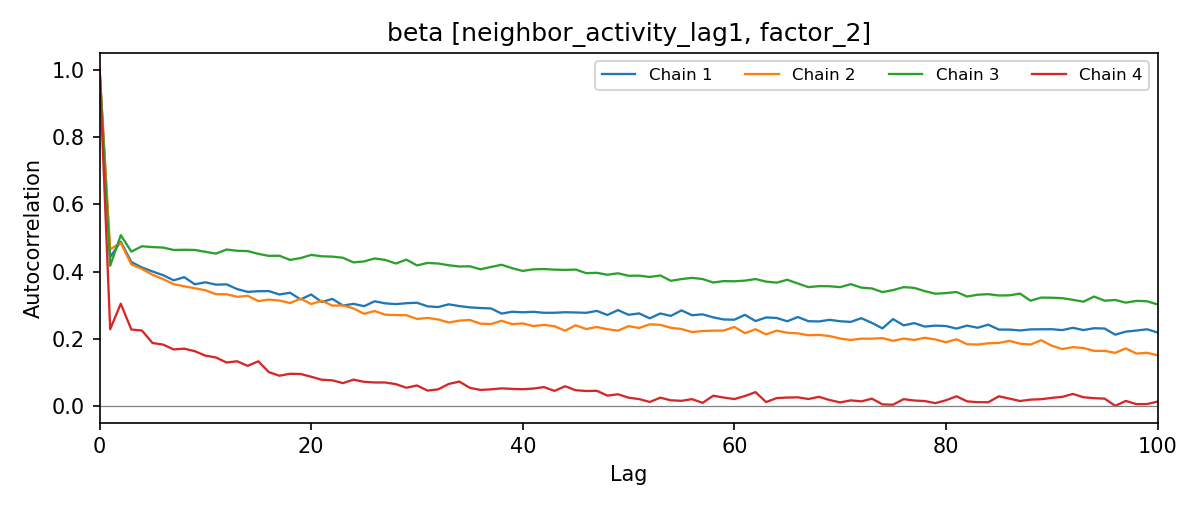 beta [neighbor_activity_lag1, factor_2]
Chain 1 Chain 2 Chain 3 Chain 4
Autocorrelation
1.0
0.8
0.6
0.4
0.2
0.0
0 20 40 60 80 100
Lag